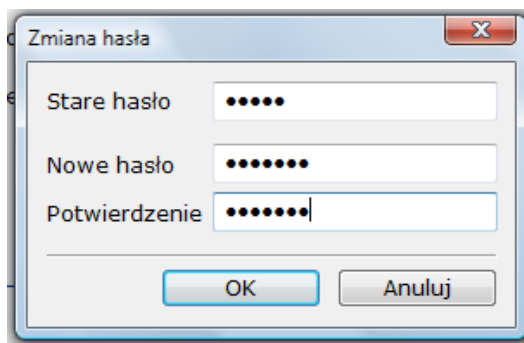 Zmiana hasła
Stare hasło •••••
Nowe hasło •••••••
Potwierdzenie •••••••
OK Anuluj